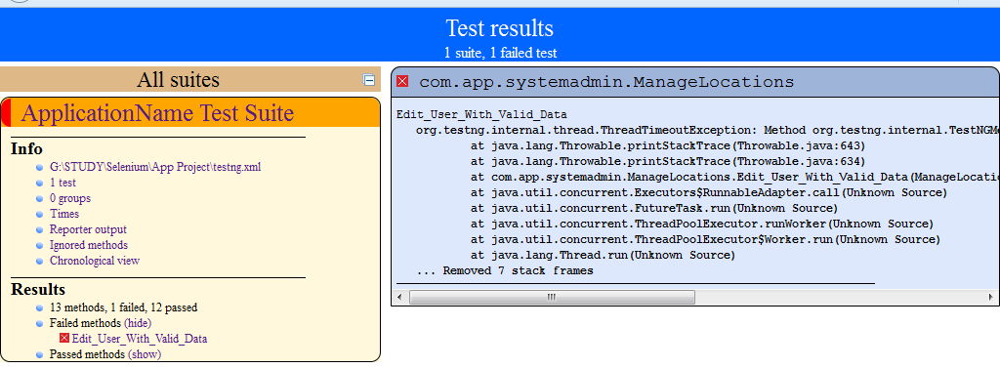 Test results
1 suite, 1 failed test
All suites
ApplicationName Test Suite
Info
G:\STUDY\Selenium\App Project\testng.xml
1 test
0 groups
Times
Reporter output
Ignored methods
Chronological view
Results
13 methods, 1 failed, 12 passed
Failed methods (hide)
Edit_User_With_Valid_Data
Passed methods (show)
com.app.systemadmin.ManageLocations
Edit_User_With_Valid_Data
org.testng.internal.thread.ThreadTimeoutException: Method org.testng.internal.TestNGMe
at java.lang.Throwable.printStackTrace(Throwable.java:643)
at java.lang.Throwable.printStackTrace(Throwable.java:634)
at com.app.systemadmin.ManageLocations.Edit_User_With_Valid_Data(ManageLocatio
at java.util.concurrent.Executors$RunnableAdapter.call(Unknown Source)
at java.util.concurrent.FutureTask.run(Unknown Source)
at java.util.concurrent.ThreadPoolExecutor.runWorker(Unknown Source)
at java.util.concurrent.ThreadPoolExecutor$Worker.run(Unknown Source)
at java.lang.Thread.run(Unknown Source)
... Removed 7 stack frames